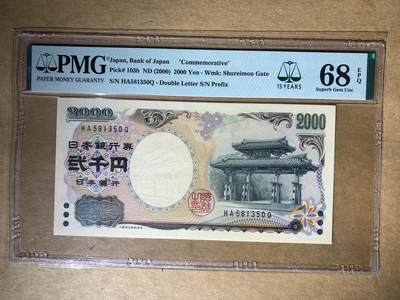 PMG
PAPER MONEY GUARANTY
Japan, Bank of Japan "Commemorative"
Pick# 103b ND (2000) 2000 Yen - Wmk: Shureimon Gate
S/N HA581350Q - Double Letter S/N Prefix
15 YEARS
68 EPQ
Superb Gem Unc
2000
2000
HA581350Q
日本銀行券
弐千円
日本銀行
HA581350Q